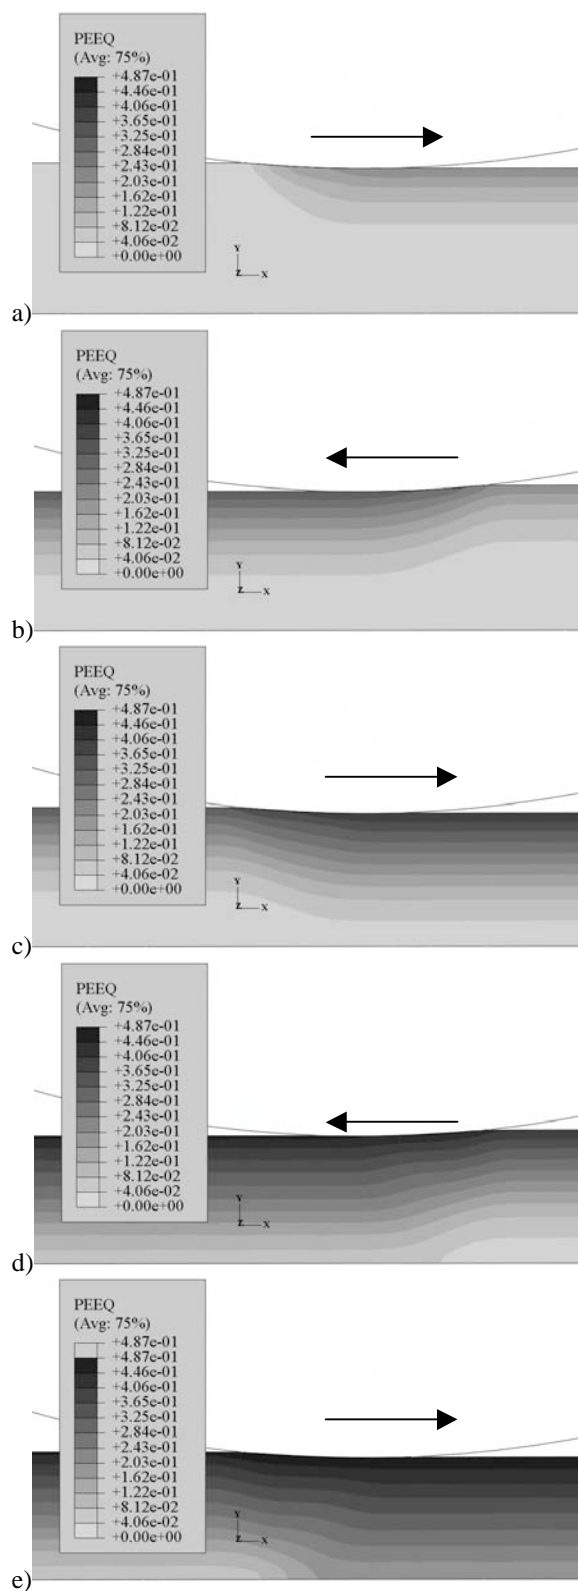 PEEQ
(Avg: 75%)
+4.87e-01
+4.46e-01
+4.06e-01
+3.65e-01
+3.25e-01
+2.84e-01
+2.43e-01
+2.03e-01
+1.62e-01
+1.22e-01
+8.12e-02
+4.06e-02
+0.00e+00
Y
Z X
a)
PEEQ
(Avg: 75%)
+4.87e-01
+4.46e-01
+4.06e-01
+3.65e-01
+3.25e-01
+2.84e-01
+2.43e-01
+2.03e-01
+1.62e-01
+1.22e-01
+8.12e-02
+4.06e-02
+0.00e+00
Y
Z X
b)
PEEQ
(Avg: 75%)
+4.87e-01
+4.46e-01
+4.06e-01
+3.65e-01
+3.25e-01
+2.84e-01
+2.43e-01
+2.03e-01
+1.62e-01
+1.22e-01
+8.12e-02
+4.06e-02
+0.00e+00
Y
Z X
c)
PEEQ
(Avg: 75%)
+4.87e-01
+4.46e-01
+4.06e-01
+3.65e-01
+3.25e-01
+2.84e-01
+2.43e-01
+2.03e-01
+1.62e-01
+1.22e-01
+8.12e-02
+4.06e-02
+0.00e+00
Y
Z X
d)
PEEQ
(Avg: 75%)
+4.87e-01
+4.87e-01
+4.46e-01
+4.06e-01
+3.65e-01
+3.25e-01
+2.84e-01
+2.43e-01
+2.03e-01
+1.62e-01
+1.22e-01
+8.12e-02
+4.06e-02
+0.00e+00
Y
Z X
e)